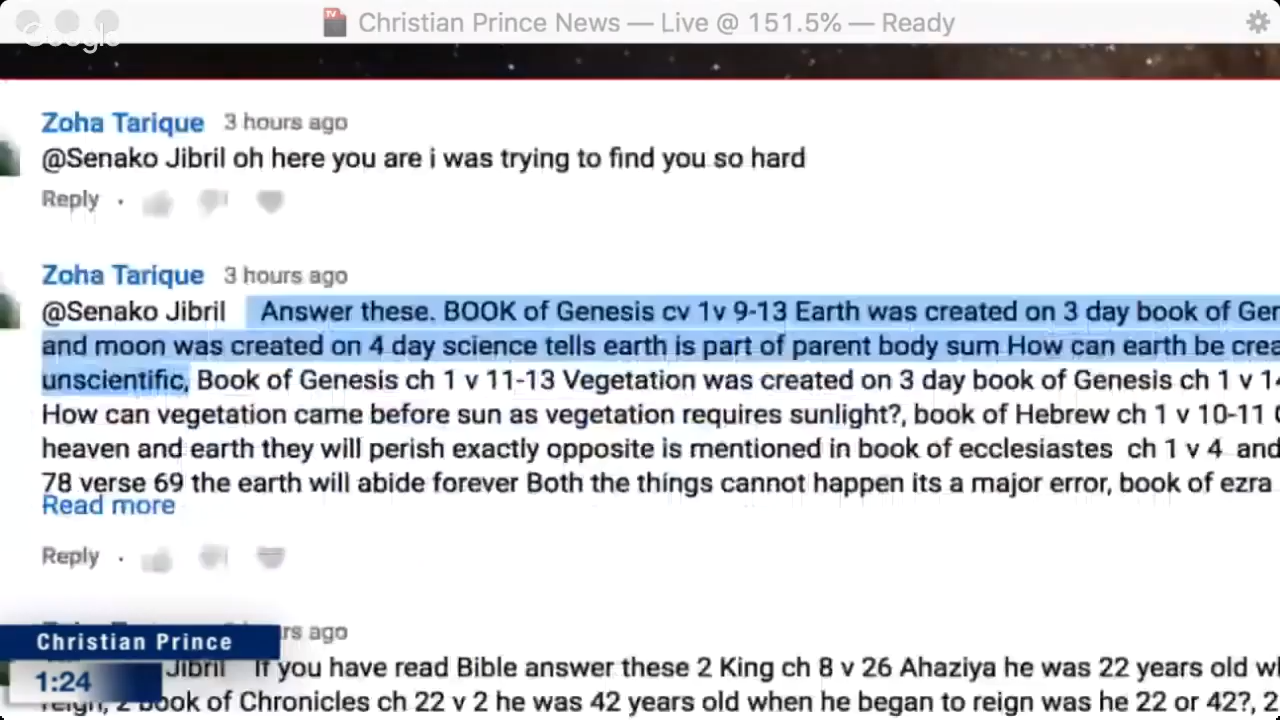 Christian Prince News — Live @ 151.5% — Ready
Google
Zoha Tarique 3 hours ago
@Senako Jibril oh here you are i was trying to find you so hard
Reply
Zoha Tarique 3 hours ago
@Senako Jibril Answer these. BOOK of Genesis cv 1v 9-13 Earth was created on 3 day book of
and moon was created on 4 day science tells earth is part of parent body sum How can earth be
unscientific, Book of Genesis ch 1 v 11-13 Vegetation was created on 3 day book of Genesis ch 1 v
How can vegetation came before sun as vegetation requires sunlight?, book of Hebrew ch 1 v 10-11
heaven and earth they will perish exactly opposite is mentioned in book of ecclesiastes ch 1 v 4 and
78 verse 69 the earth will abide forever Both the things cannot happen its a major error, book of ezra
Read more
Reply
ago
Christian Prince
Jibril If you have read Bible answer these 2 King ch 8 v 26 Ahaziya he was 22 years old
1:24
reign, 2 book of Chronicles ch 22 v 2 he was 42 years old when he began to reign was he 22 or 42?, 2